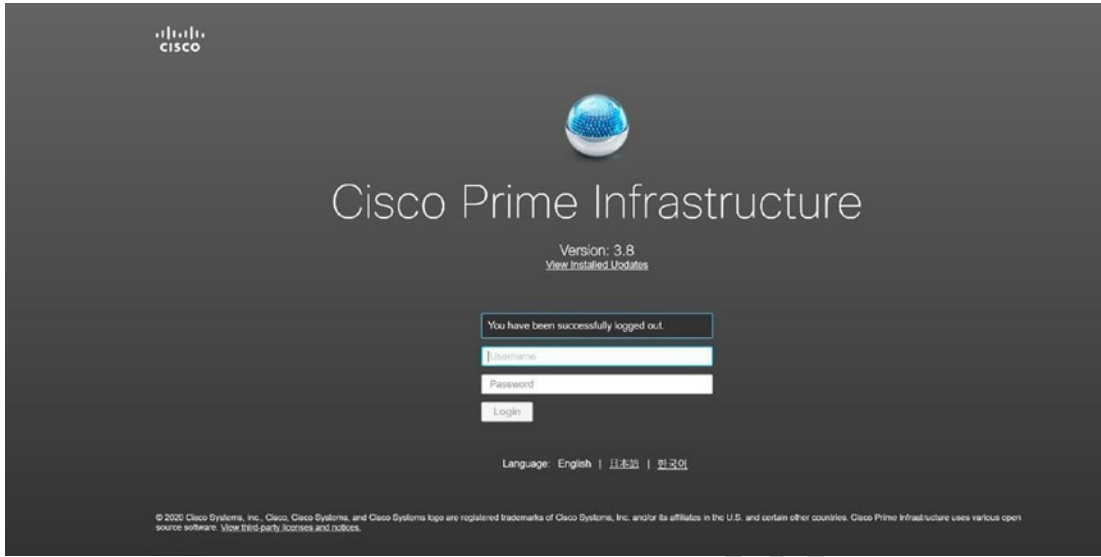 CISCO
Cisco Prime Infrastructure
Version: 3.8
View Installed Updates
You have been successfully logged out.
Username
Password
Login
Language: English | 日本語 | 한국어
© 2020 Cisco Systems, Inc., Cisco, Cisco Systems, and Cisco Systems logo are registered trademarks of Cisco Systems, Inc. and/or its affiliates in the U.S. and certain other countries. Cisco Prime Infrastructure uses various open
source software. View third-party licenses and notices.